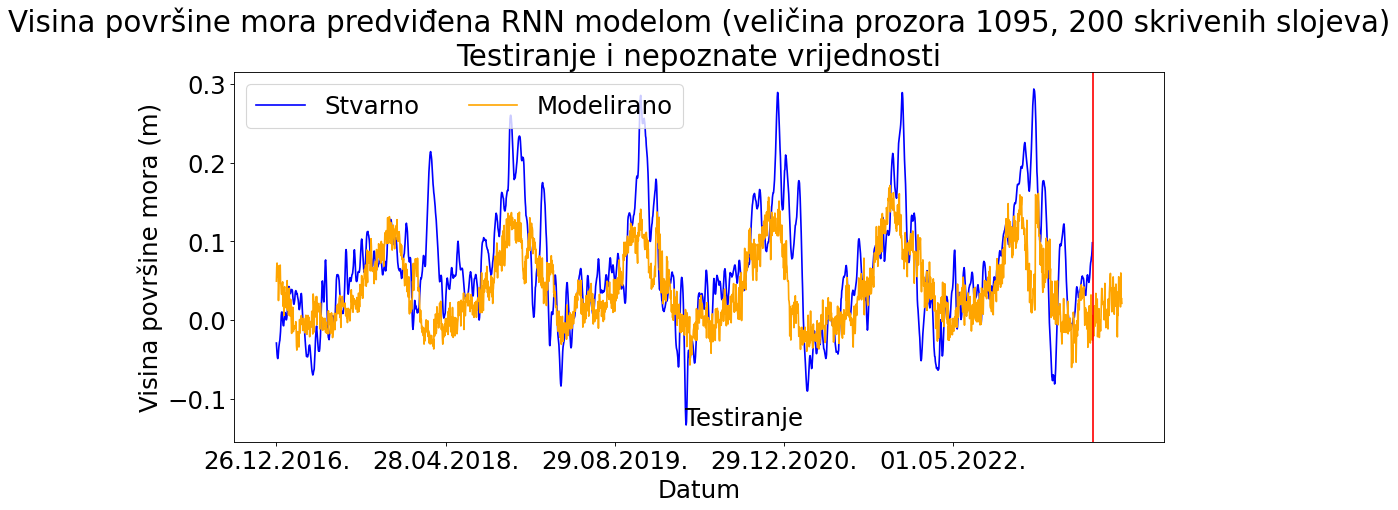 Visina površine mora predviđena RNN modelom (veličina prozora 1095, 200 skrivenih slojeva)
Testiranje i nepoznate vrijednosti
Stvarno Modelirano
Visina površine mora (m)
0.3
0.2
0.1
0.0
−0.1
Testiranje
26.12.2016. 28.04.2018. 29.08.2019. 29.12.2020. 01.05.2022.
Datum